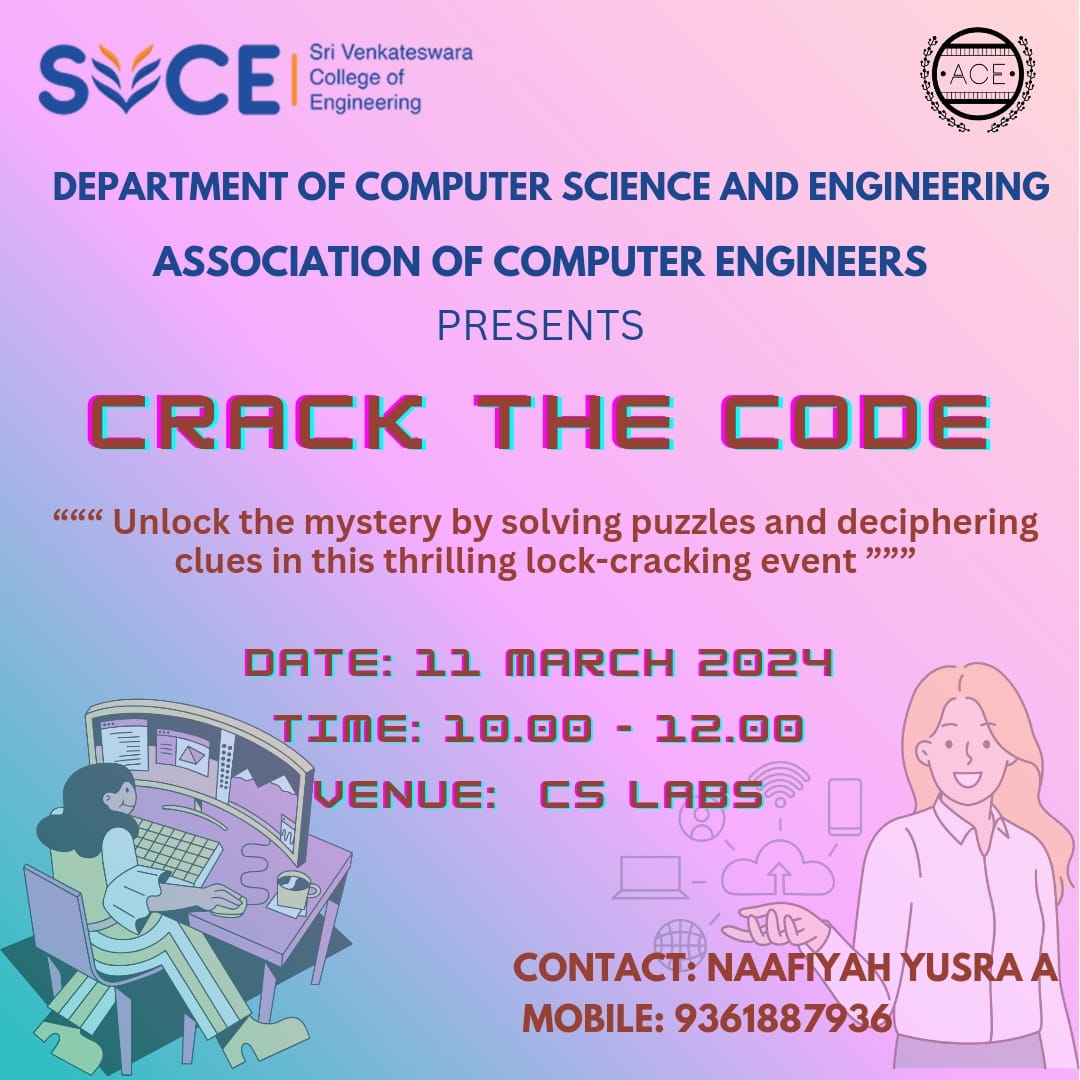 SVCE
Sri Venkateswara
College of
Engineering
·ACE·
DEPARTMENT OF COMPUTER SCIENCE AND ENGINEERING
ASSOCIATION OF COMPUTER ENGINEERS
PRESENTS
CRACK THE CODE
“““ Unlock the mystery by solving puzzles and deciphering
clues in this thrilling lock-cracking event ”””
DATE: 11 MARCH 2024
TIME: 10.00 - 12.00
VENUE: CS LABS
CONTACT: NAAFIYAH YUSRA A
MOBILE: 9361887936